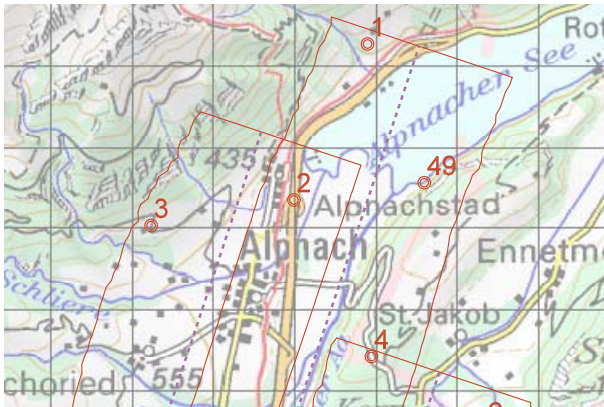 1
Rot
Alpnacher See
435
49
2
Alpnachstad
3
Alpnach
Ennetm
Schliere
St. Jakob
4
choried
555